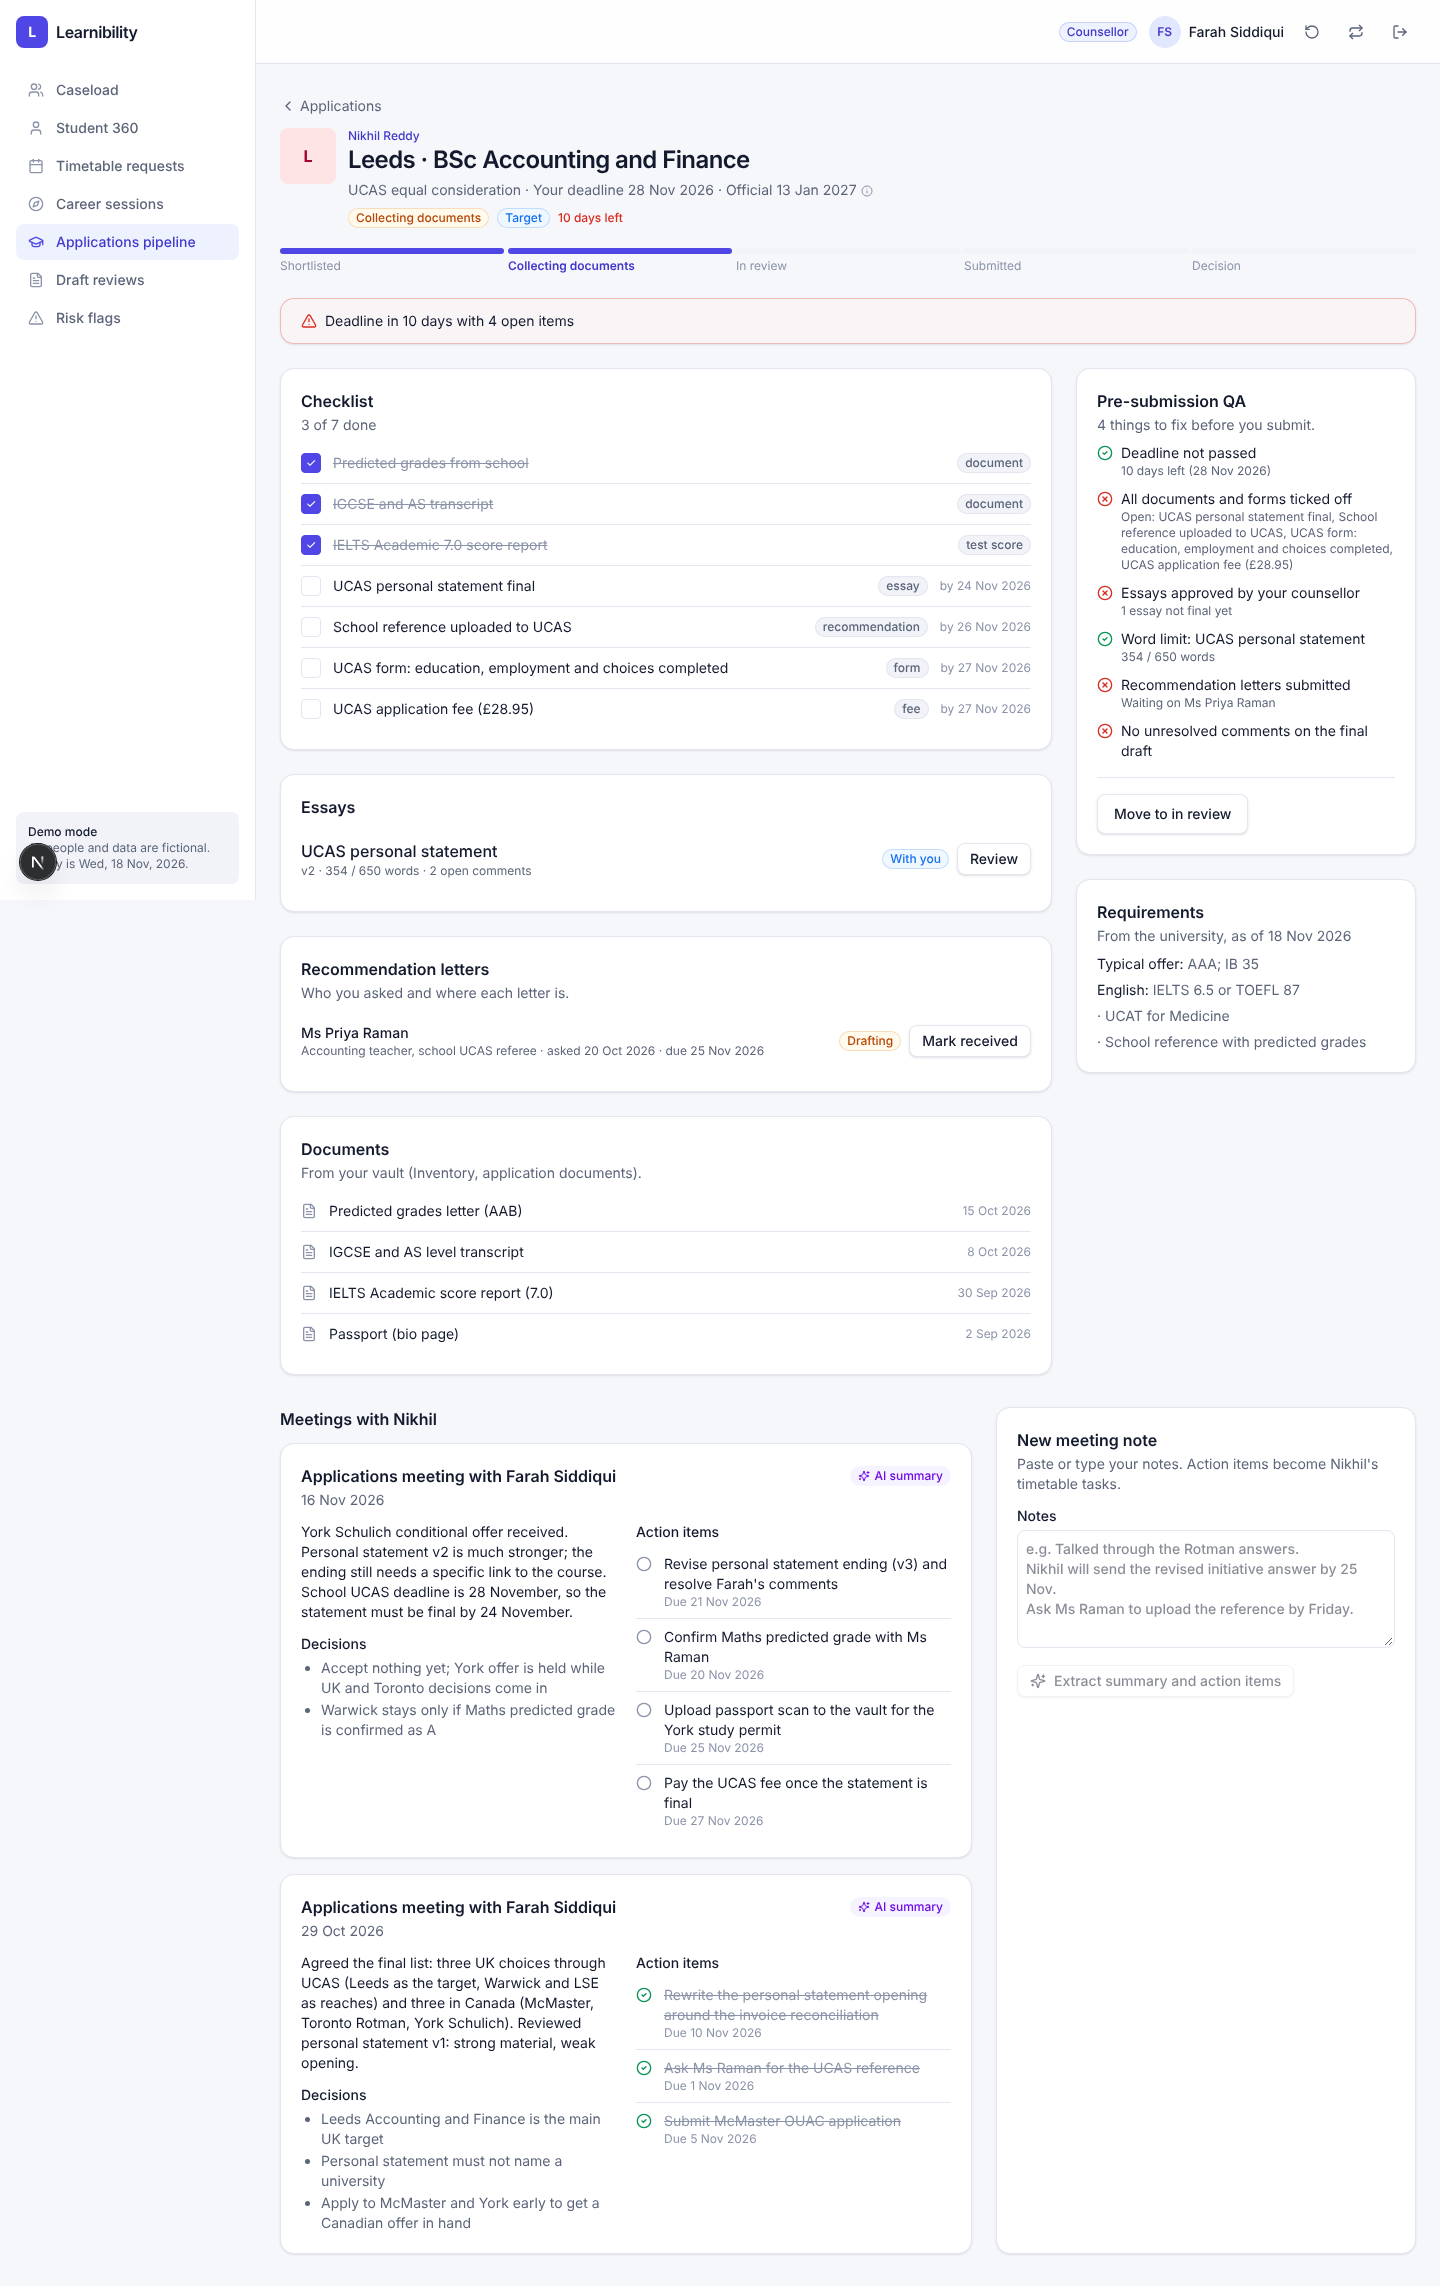 L Learnibility
Caseload
Student 360
Timetable requests
Career sessions
Applications pipeline
Draft reviews
Risk flags
Demo mode
people and data are fictional.
y is Wed, 18 Nov, 2026.
N
Counsellor FS Farah Siddiqui
Applications
L
Nikhil Reddy
Leeds · BSc Accounting and Finance
UCAS equal consideration · Your deadline 28 Nov 2026 · Official 13 Jan 2027
Collecting documents Target 10 days left
Shortlisted Collecting documents In review Submitted Decision
Deadline in 10 days with 4 open items
Checklist
3 of 7 done
Predicted grades from school document
IGCSE and AS transcript document
IELTS Academic 7.0 score report test score
UCAS personal statement final essay by 24 Nov 2026
School reference uploaded to UCAS recommendation by 26 Nov 2026
UCAS form: education, employment and choices completed form by 27 Nov 2026
UCAS application fee (£28.95) fee by 27 Nov 2026
Essays
UCAS personal statement
v2 · 354 / 650 words · 2 open comments
With you Review
Recommendation letters
Who you asked and where each letter is.
Ms Priya Raman
Accounting teacher, school UCAS referee · asked 20 Oct 2026 · due 25 Nov 2026
Drafting Mark received
Documents
From your vault (Inventory, application documents).
Predicted grades letter (AAB) 15 Oct 2026
IGCSE and AS level transcript 8 Oct 2026
IELTS Academic score report (7.0) 30 Sep 2026
Passport (bio page) 2 Sep 2026
Pre-submission QA
4 things to fix before you submit.
Deadline not passed
10 days left (28 Nov 2026)
All documents and forms ticked off
Open: UCAS personal statement final, School
reference uploaded to UCAS, UCAS form:
education, employment and choices completed,
UCAS application fee (£28.95)
Essays approved by your counsellor
1 essay not final yet
Word limit: UCAS personal statement
354 / 650 words
Recommendation letters submitted
Waiting on Ms Priya Raman
No unresolved comments on the final
draft
Move to in review
Requirements
From the university, as of 18 Nov 2026
Typical offer: AAA; IB 35
English: IELTS 6.5 or TOEFL 87
· UCAT for Medicine
· School reference with predicted grades
Meetings with Nikhil
Applications meeting with Farah Siddiqui
AI summary
16 Nov 2026
York Schulich conditional offer received.
Personal statement v2 is much stronger; the
ending still needs a specific link to the course.
School UCAS deadline is 28 November, so the
statement must be final by 24 November.
Decisions
• Accept nothing yet; York offer is held while
UK and Toronto decisions come in
• Warwick stays only if Maths predicted grade
is confirmed as A
Action items
Revise personal statement ending (v3) and
resolve Farah's comments
Due 21 Nov 2026
Confirm Maths predicted grade with Ms
Raman
Due 20 Nov 2026
Upload passport scan to the vault for the
York study permit
Due 25 Nov 2026
Pay the UCAS fee once the statement is
final
Due 27 Nov 2026
Applications meeting with Farah Siddiqui
AI summary
29 Oct 2026
Agreed the final list: three UK choices through
UCAS (Leeds as the target, Warwick and LSE
as reaches) and three in Canada (McMaster,
Toronto Rotman, York Schulich). Reviewed
personal statement v1: strong material, weak
opening.
Decisions
• Leeds Accounting and Finance is the main
UK target
• Personal statement must not name a
university
• Apply to McMaster and York early to get a
Canadian offer in hand
Action items
Rewrite the personal statement opening
around the invoice reconciliation
Due 10 Nov 2026
Ask Ms Raman for the UCAS reference
Due 1 Nov 2026
Submit McMaster OUAC application
Due 5 Nov 2026
New meeting note
Paste or type your notes. Action items become Nikhil's
timetable tasks.
Notes
e.g. Talked through the Rotman answers.
Nikhil will send the revised initiative answer by 25
Nov.
Ask Ms Raman to upload the reference by Friday.
Extract summary and action items